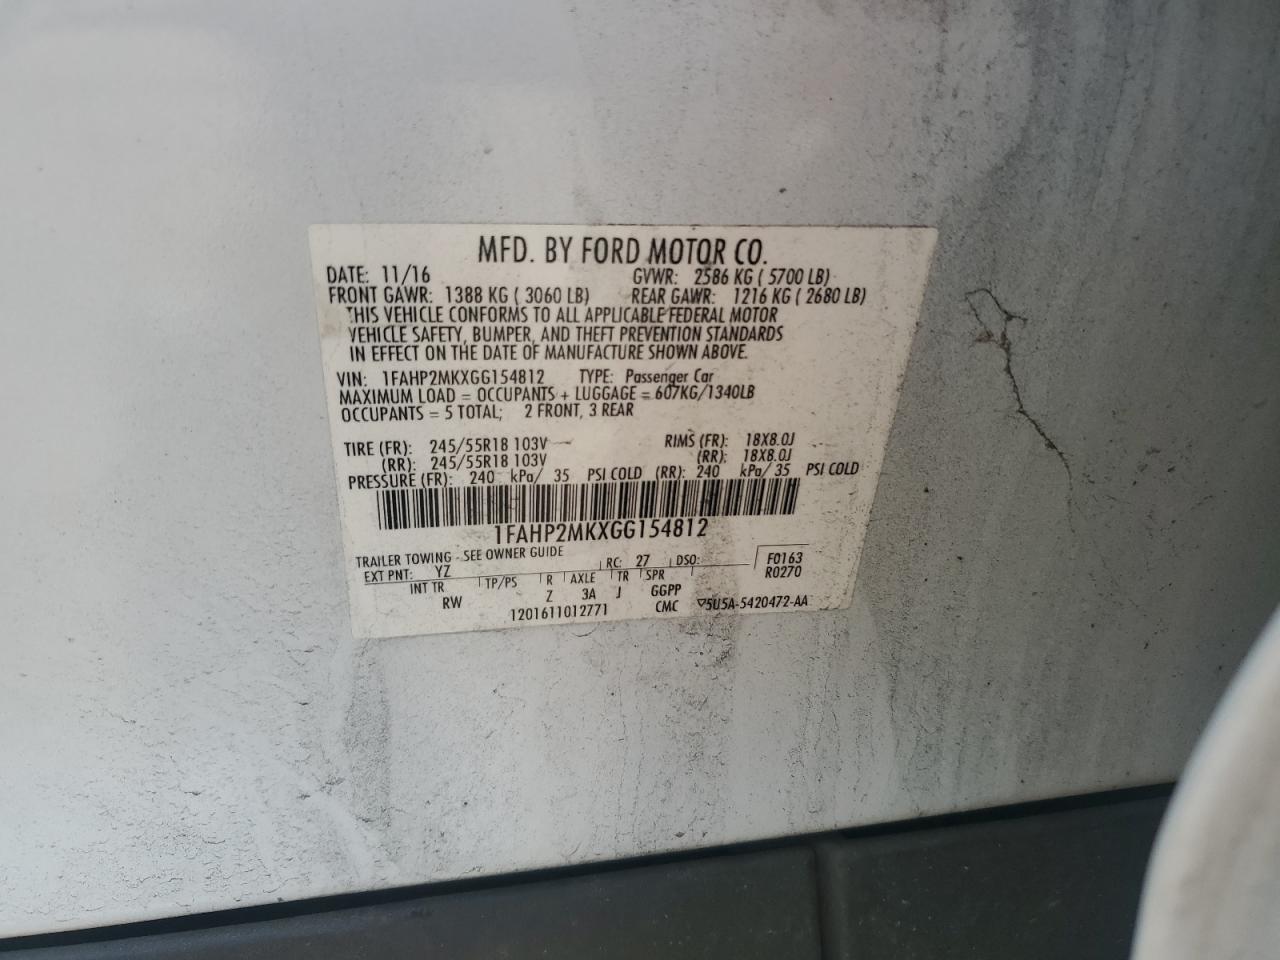 MFD. BY FORD MOTOR CO.
DATE: 11/16 GVWR: 2586 KG ( 5700 LB)
FRONT GAWR: 1388 KG ( 3060 LB) REAR GAWR: 1216 KG ( 2680 LB)
THIS VEHICLE CONFORMS TO ALL APPLICABLE FEDERAL MOTOR
VEHICLE SAFETY, BUMPER, AND THEFT PREVENTION STANDARDS
IN EFFECT ON THE DATE OF MANUFACTURE SHOWN ABOVE.
VIN: 1FAHP2MKXGG154812 TYPE: Passenger Car
MAXIMUM LOAD = OCCUPANTS + LUGGAGE = 607KG/1340LB
OCCUPANTS = 5 TOTAL; 2 FRONT, 3 REAR
TIRE (FR): 245/55R18 103V RIMS (FR): 18X8.0J
(RR): 245/55R18 103V (RR): 18X8.0J
PRESSURE (FR): 240 kPa/ 35 PSI COLD (RR): 240 kPa/ 35 PSI COLD
1FAHP2MKXGG154812
TRAILER TOWING - SEE OWNER GUIDE
EXT PNT: YZ RC: 27 DSO: F0163
INT TR TP/PS R AXLE TR SPR R0270
RW Z 3A J GGPP
1201611012771 CMC ▽5U5A-5420472-AA